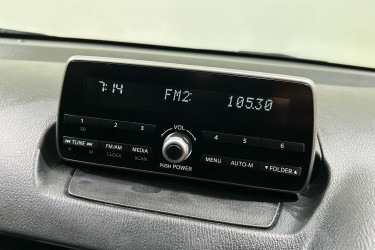 7:14 FM2 105.30
1 2 3 VOL 4 5 6
TUNE FM/AM MEDIA MENU AUTO-M FOLDER
CLOCK SCAN
PUSH POWER